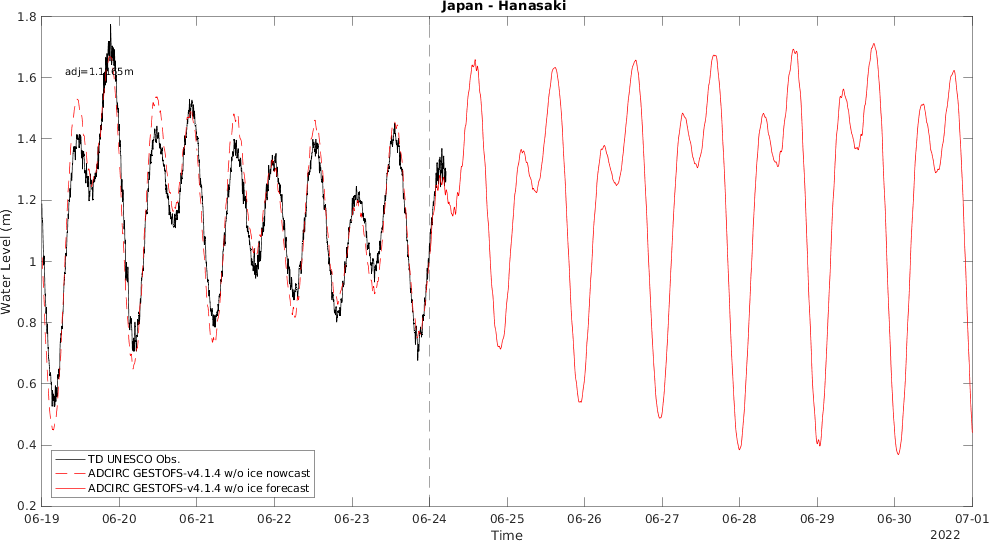 Japan - Hanasaki
1.8
1.6
1.4
1.2
1
0.8
0.6
0.4
0.2
Water Level (m)
adj=1.1165m
TD UNESCO Obs.
ADCIRC GESTOFS-v4.1.4 w/o ice nowcast
ADCIRC GESTOFS-v4.1.4 w/o ice forecast
06-19 06-20 06-21 06-22 06-23 06-24 06-25 06-26 06-27 06-28 06-29 06-30 07-01
Time
2022